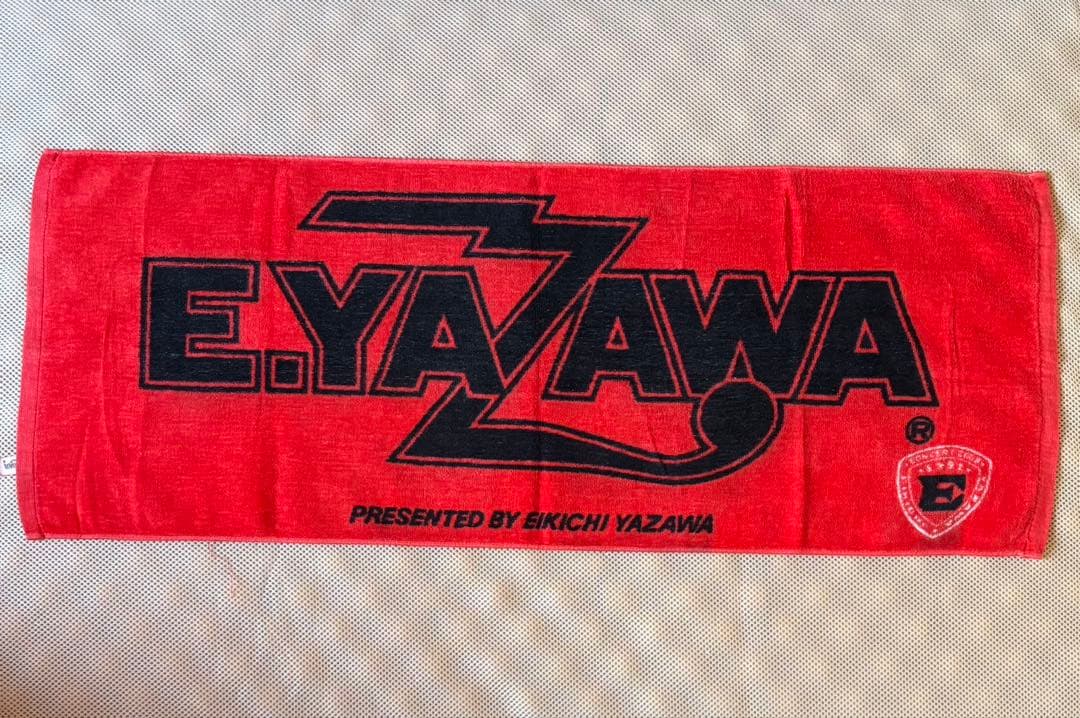 E.YAZAWA
®
E
PRESENTED BY EIKICHI YAZAWA